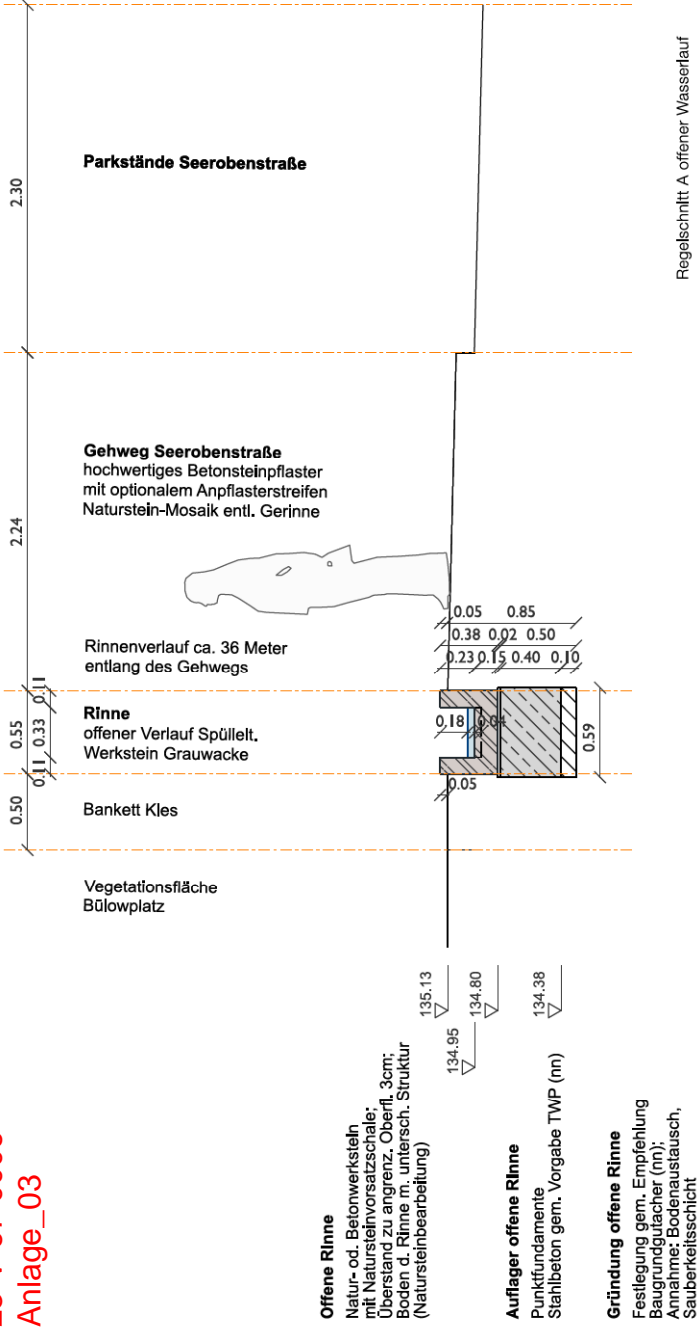 Anlage_03
2.30
2.24
0.11
0.55
0.33
0.11
0.50
Parkstände Seerobenstraße
Gehweg Seerobenstraße
hochwertiges Betonsteinpflaster
mit optionalem Anpflasterstreifen
Naturstein-Mosaik entl. Gerinne
Rinnenverlauf ca. 36 Meter
entlang des Gehwegs
Rinne
offener Verlauf Spüllelt.
Werkstein Grauwacke
Bankett Kles
Vegetationsfläche
Bülowplatz
0.05 0.85
0.38 0.02 0.50
0.23 0.15 0.40 0.10
0.18 0.04
0.59
0.05
135.13
134.95
134.80
134.38
Offene Rinne
Natur- od. Betonwerksteln
mit Natursteinvorsatzschale;
Überstand zu angrenz. Oberfl. 3cm;
Boden d. Rinne m. untersch. Struktur
(Natursteinbearbeitung)
Auflager offene RInne
Punktfundamente
Stahlbeton gem. Vorgabe TWP (nn)
Gründung offene Rinne
Festlegung gem. Empfehlung
Baugrundgutacher (nn);
Annahme: Bodenaustausch,
Sauberkeitsschicht
Regelschnltt A offener Wasserlauf